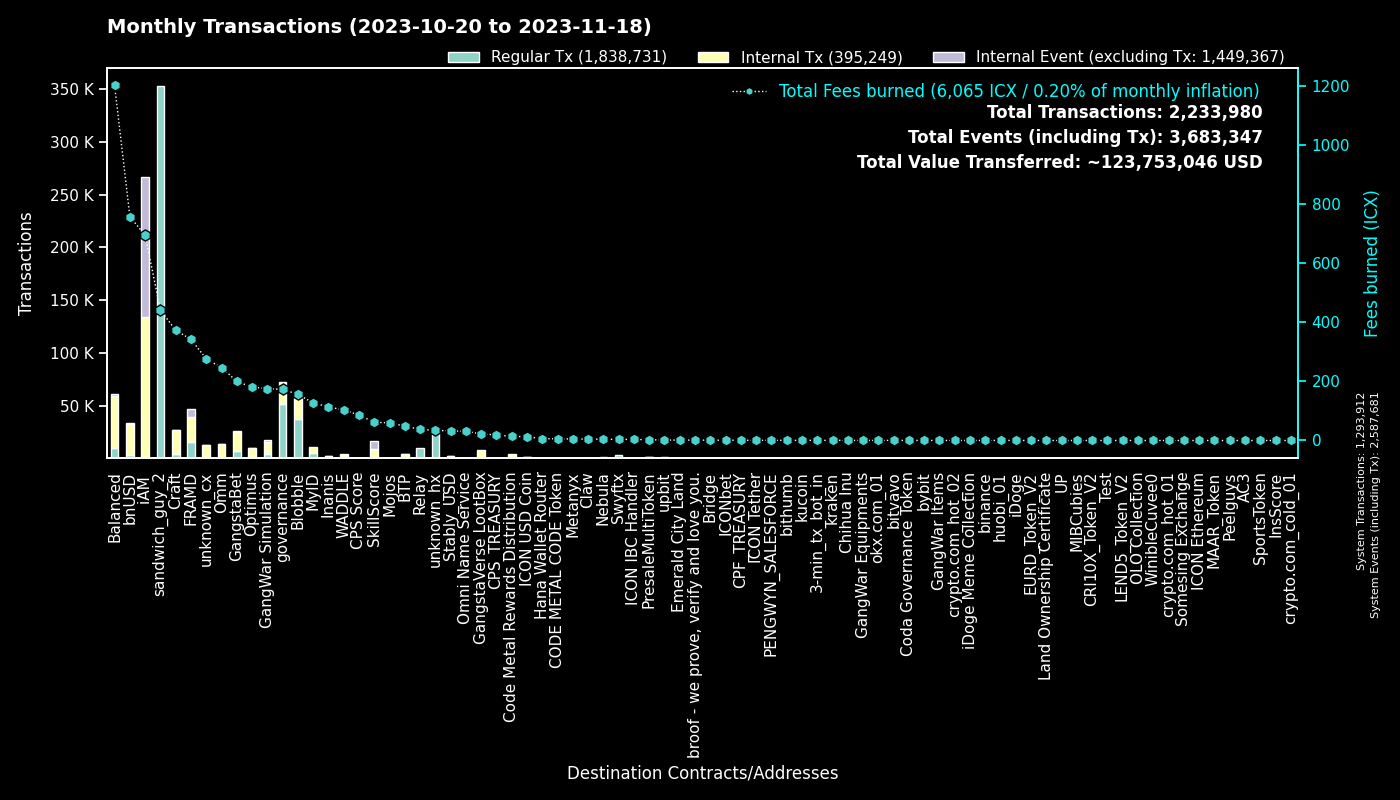 Monthly Transactions (2023-10-20 to 2023-11-18)
Regular Tx (1,838,731)
Internal Tx (395,249)
Internal Event (excluding Tx: 1,449,367)
Total Fees burned (6,065 ICX / 0.20% of monthly inflation)
Total Transactions: 2,233,980
Total Events (including Tx): 3,683,347
Total Value Transferred: ~123,753,046 USD
Transactions
350 K
300 K
250 K
200 K
150 K
100 K
50 K
1200
1000
800
600
400
200
0
Fees burned (ICX)
System Transactions: 1,293,912
System Events (including Tx): 2,587,681
Balanced
bnUSD
iAM
sandwich_guy_2
Craft
FRAMD
unknown_cx
Omm
GangstaBet
Optimus
GangWar Simulation
governance
Blobble
MyID
Inanis
WADDLE
CPS Score
SkillScore
Mojos
BTP
Relay
unknown_hx
Stably_USD
Omni Name Service
GangstaVerse LootBox
CPS_TREASURY
Code Metal Rewards Distribution
ICON USD Coin
Hana Wallet Router
CODE METAL CODE Token
Metanyx
Claw
Nebula
Swyftx
ICON IBC Handler
PresaleMultiToken
upbit
Emerald City Land
broof - we prove, verify and love you.
Bridge
ICONbet
CPF_TREASURY
ICON Tether
PENGWYN_SALESFORCE
bithumb
kucoin
3-min_tx_bot_in
kraken
Chihua Inu
GangWar Equipments
okx.com_01
bitvavo
Coda Governance Token
bybit
GangWar Items
crypto.com_hot_02
iDoge Meme Collection
binance
huobi_01
iDoge
EURD_Token_V2
Land Ownership Certificate
UP
MIBCubies
CRI10X_Token_V2
Test
LEND5_Token_V2
OLO Collection
WinbleCuvee0
crypto.com_hot_01
Somesing Exchange
ICON Ethereum
MAAR_Token
Peelguys
AC3
SportsToken
InsScore
crypto.com_cold_01
Destination Contracts/Addresses